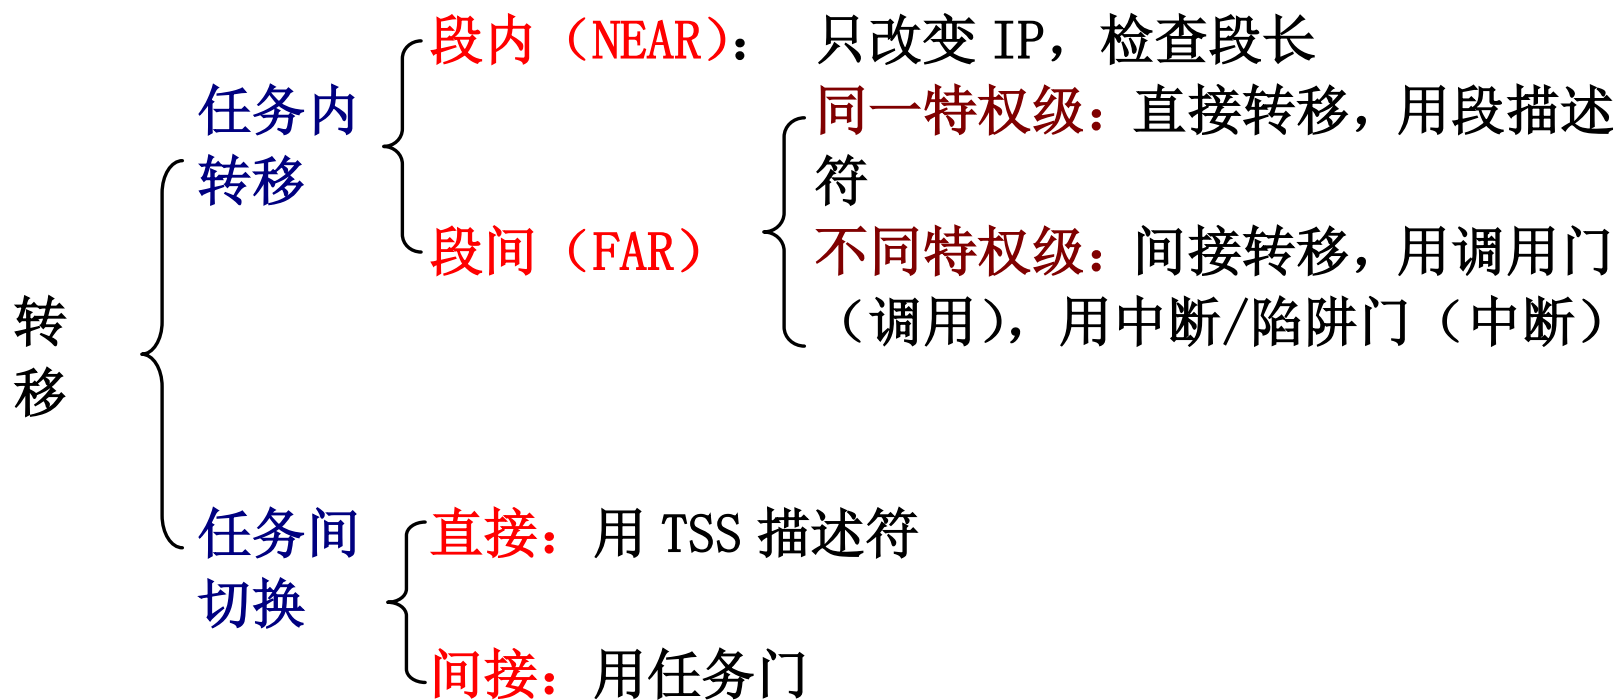 段内（NEAR）： 只改变 IP，检查段长
任务内
转移
同一特权级：直接转移，用段描述
符
段间（FAR）
不同特权级：间接转移，用调用门
（调用），用中断/陷阱门（中断）
转
移
任务间
切换
直接：用 TSS 描述符
间接：用任务门